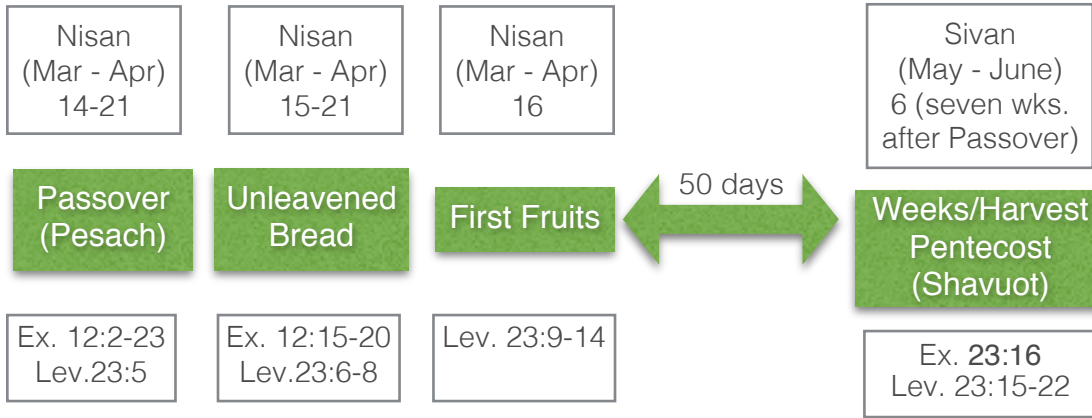 Nisan
(Mar - Apr)
14-21
Nisan
(Mar - Apr)
15-21
Nisan
(Mar - Apr)
16
Sivan
(May - June)
6 (seven wks.
after Passover)
Passover
(Pesach)
Unleavened
Bread
First Fruits
50 days
Weeks/Harvest
Pentecost
(Shavuot)
Ex. 12:2-23
Lev.23:5
Ex. 12:15-20
Lev.23:6-8
Lev. 23:9-14
Ex. 23:16
Lev. 23:15-22